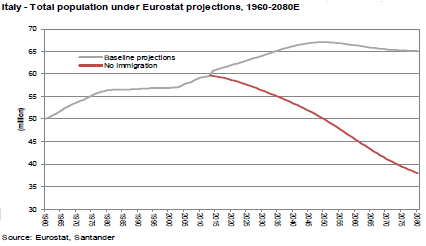 Italy - Total population under Eurostat projections, 1960-2080E
70
65
60
55
50
45
40
35
30
(million)
Baseline projections
No immigration
1960 1965 1970 1975 1980 1985 1990 1995 2000 2005 2010 2015 2020 2025 2030 2035 2040 2045 2050 2055 2060 2065 2070 2075 2080
Source: Eurostat, Santander